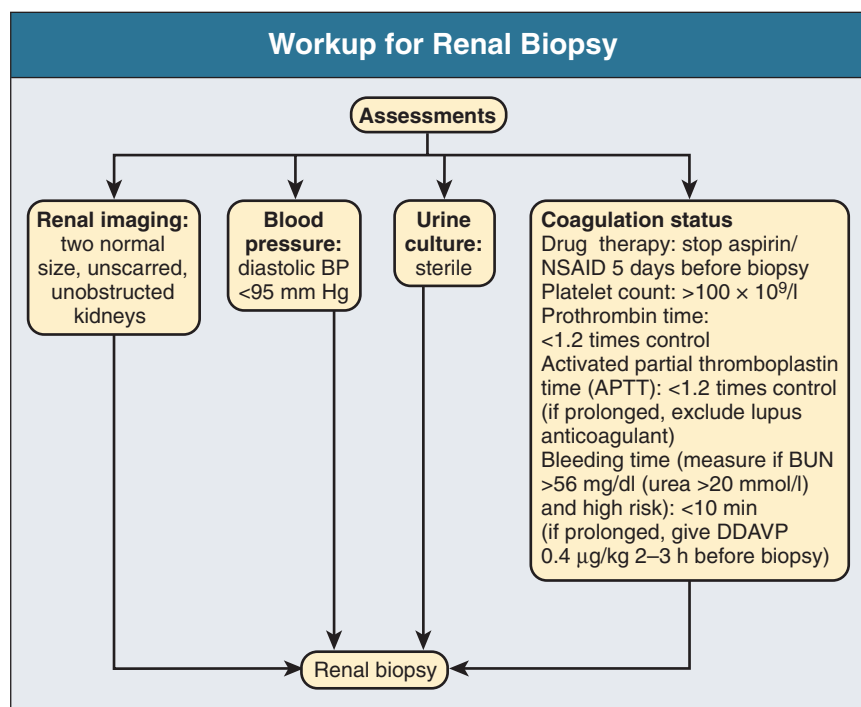 Workup for Renal Biopsy
Assessments
Renal imaging:
two normal
size, unscarred,
unobstructed
kidneys
Blood
pressure:
diastolic BP
<95 mm Hg
Urine
culture:
sterile
Coagulation status
Drug therapy: stop aspirin/
NSAID 5 days before biopsy
Platelet count: >100 × 10⁹/l
Prothrombin time:
<1.2 times control
Activated partial thromboplastin
time (APTT): <1.2 times control
(if prolonged, exclude lupus
anticoagulant)
Bleeding time (measure if BUN
>56 mg/dl (urea >20 mmol/l)
and high risk): <10 min
(if prolonged, give DDAVP
0.4 μg/kg 2–3 h before biopsy)
Renal biopsy